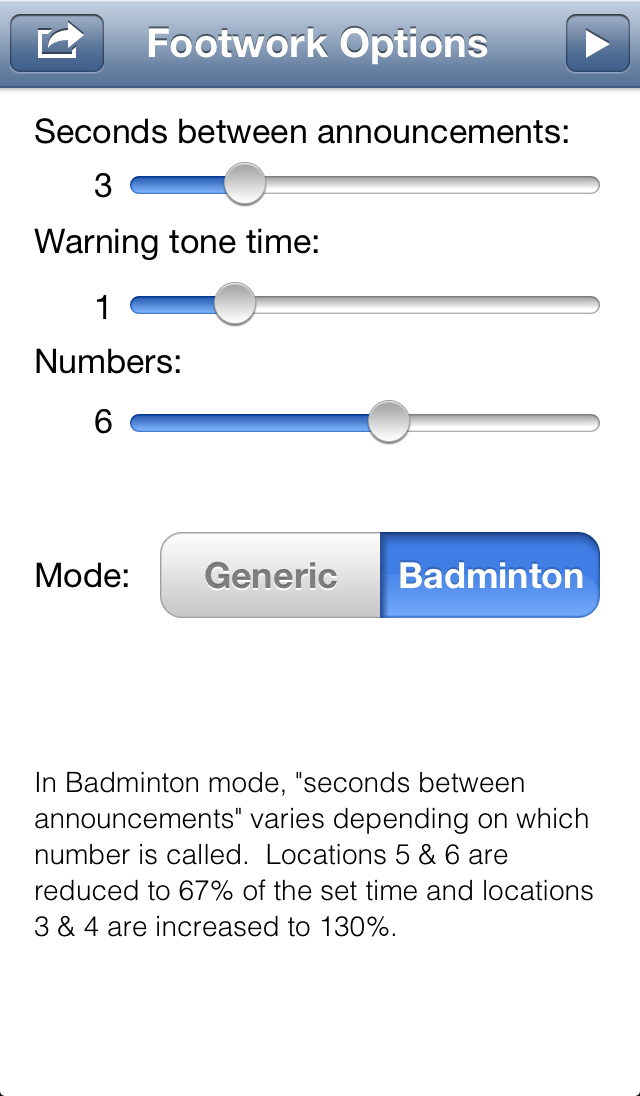 Footwork Options
Seconds between announcements:
3
Warning tone time:
1
Numbers:
6
Mode: Generic Badminton
In Badminton mode, "seconds between
announcements" varies depending on which
number is called.  Locations 5 & 6 are
reduced to 67% of the set time and locations
3 & 4 are increased to 130%.